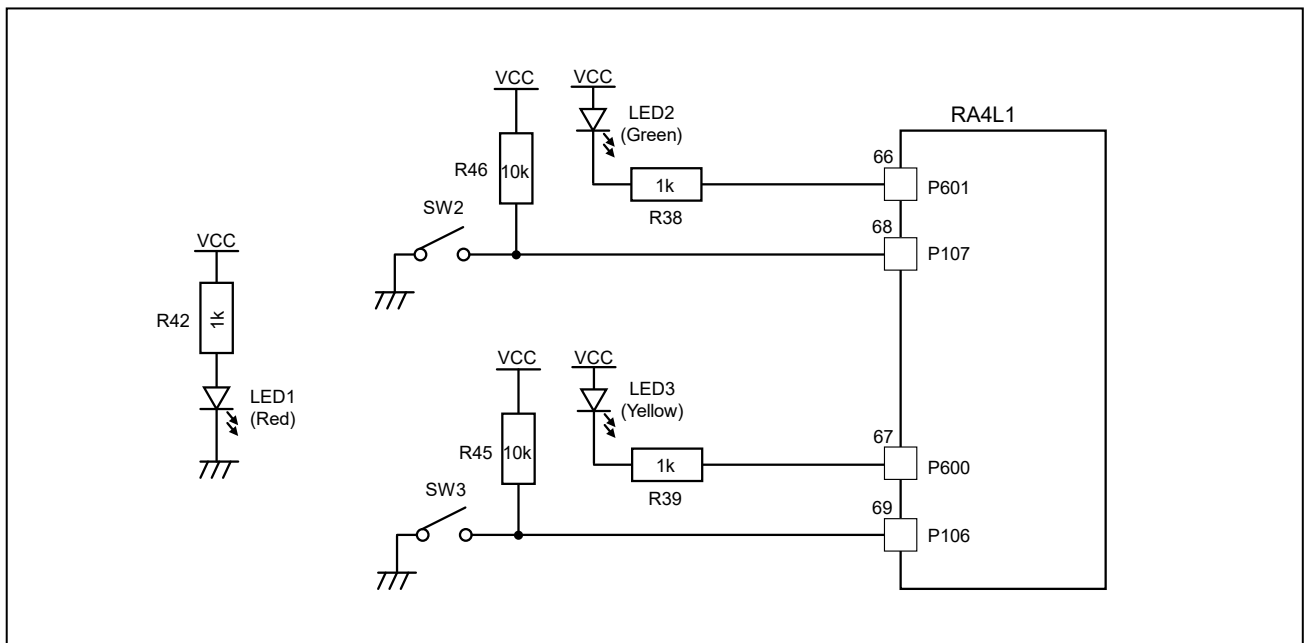 VCC
VCC
RA4L1
LED2
(Green)
R46
10k
66
1k
P601
R38
SW2
68
P107
VCC
R42
1k
LED1
(Red)
VCC
VCC
LED3
(Yellow)
R45
10k
67
1k
P600
R39
SW3
69
P106